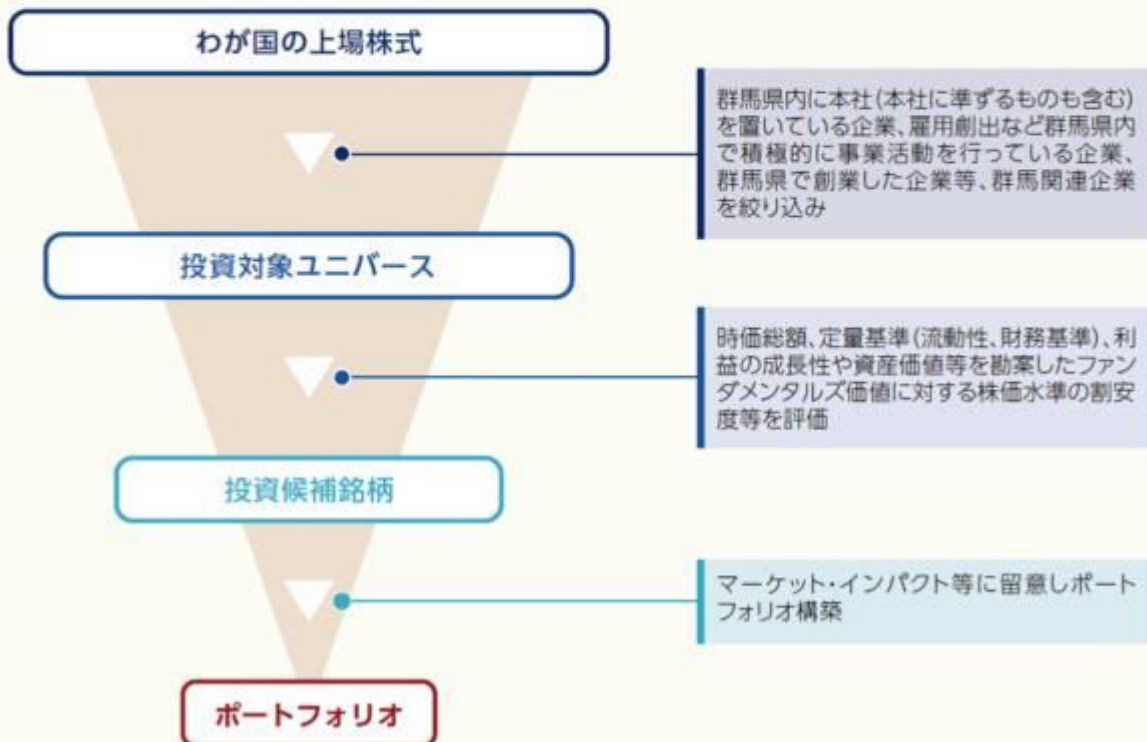 わが国の上場株式
群馬県内に本社(本社に準ずるものも含む)
を置いている企業、雇用創出など群馬県内
で積極的に事業活動を行っている企業、
群馬県で創業した企業等、群馬関連企業
を絞り込み
投資対象ユニバース
時価総額、定量基準(流動性、財務基準)、利
益の成長性や資産価値等を勘案したファン
ダメンタルズ価値に対する株価水準の割安
度等を評価
投資候補銘柄
マーケット・インパクト等に留意しポート
フォリオ構築
ポートフォリオ